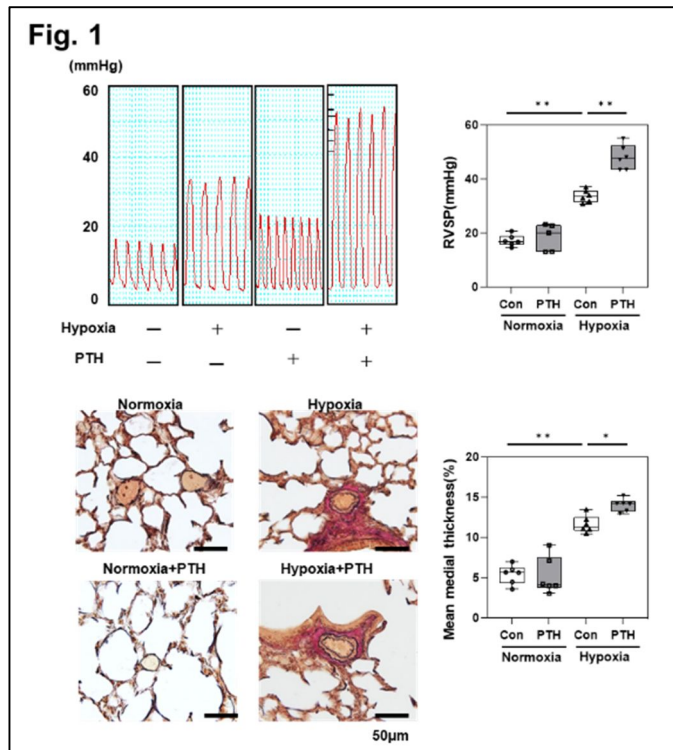 Fig. 1
(mmHg)
60
40
20
0
Hypoxia − + − +
PTH − − + +
** **
60
40
20
0
RVSP(mmHg)
Con PTH Con PTH
Normoxia Hypoxia
Normoxia Hypoxia
Normoxia+PTH Hypoxia+PTH
50μm
** *
20
15
10
5
0
Mean medial thickness(%)
Con PTH Con PTH
Normoxia Hypoxia